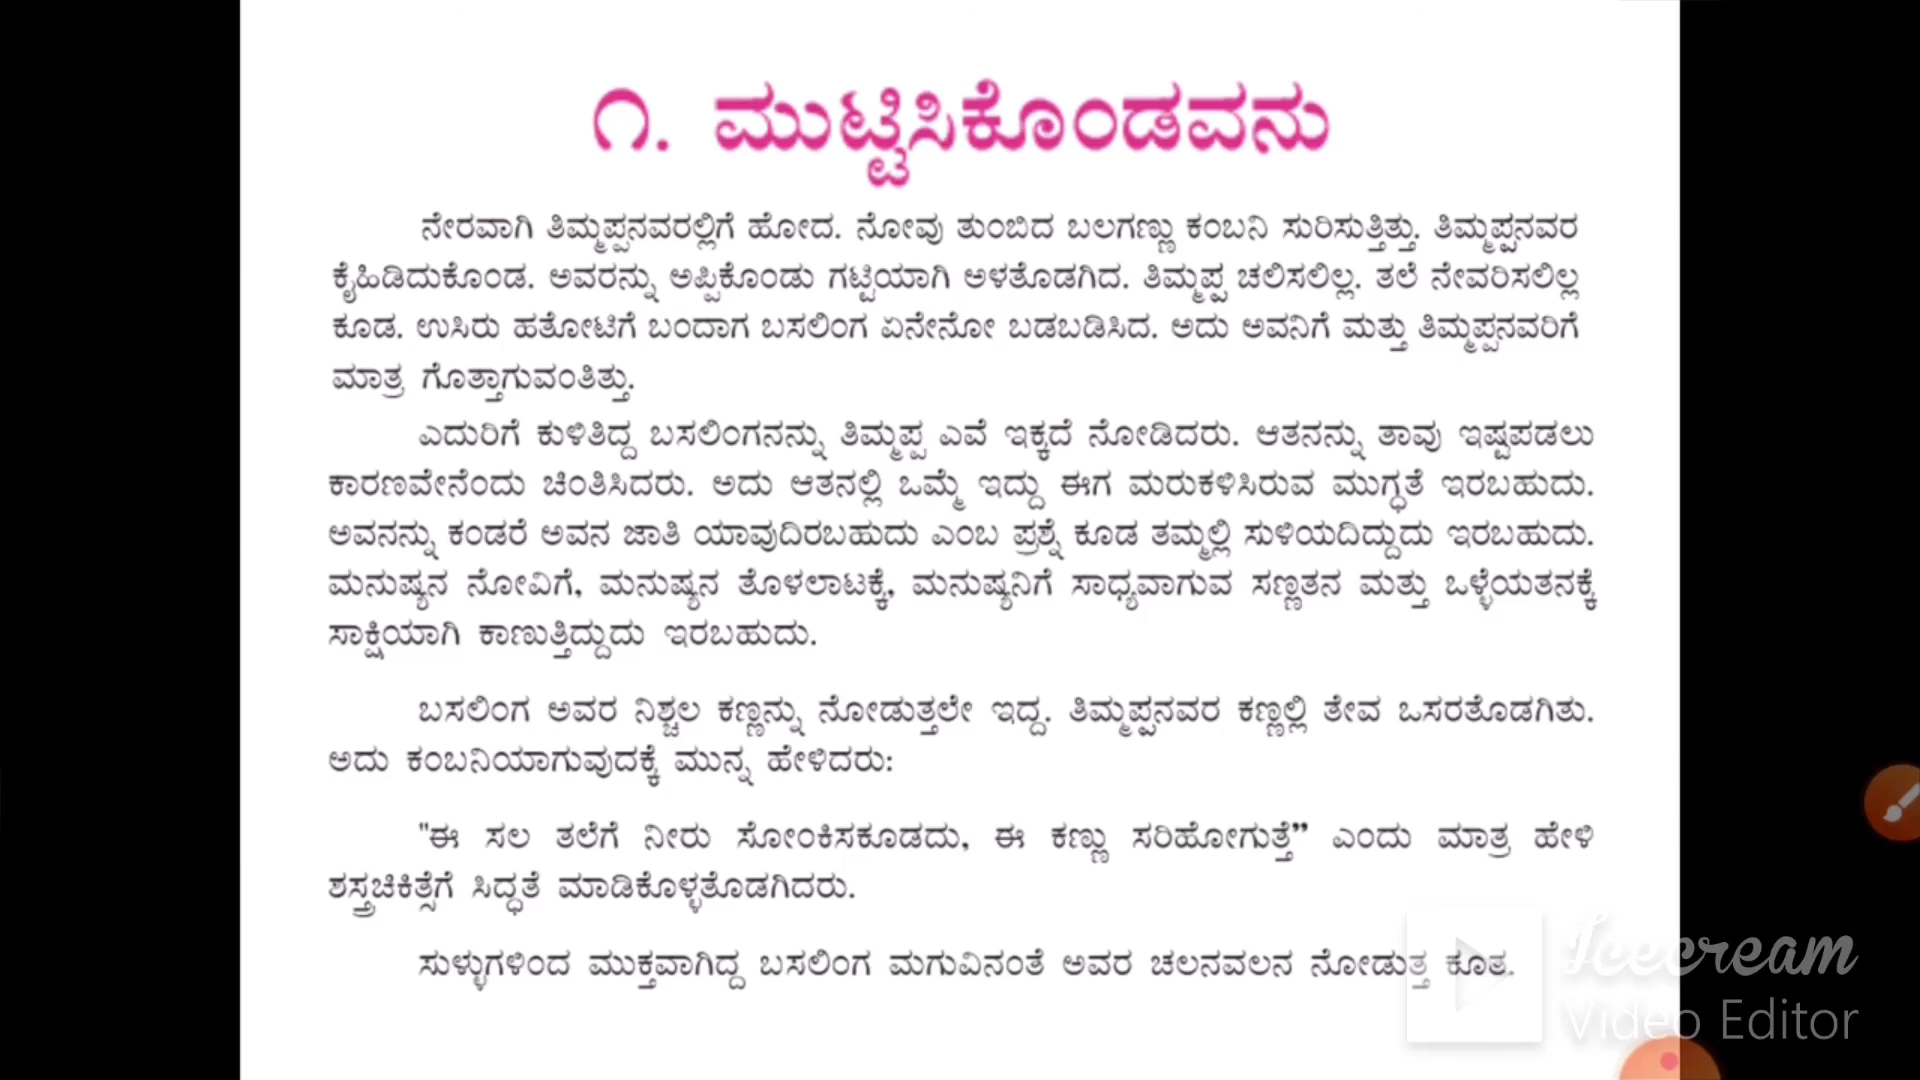 ೧. ಮುಟ್ಟಿಸಿಕೊಂಡವನು
ನೇರವಾಗಿ ತಿಮ್ಮಪ್ಪನವರಲ್ಲಿಗೆ ಹೋದ. ನೋವು ತುಂಬಿದ ಬಲಗಣ್ಣು ಕಂಬನಿ ಸುರಿಸುತ್ತಿತ್ತು. ತಿಮ್ಮಪ್ಪನವರ
ಕೈಹಿಡಿದುಕೊಂಡ. ಅವರನ್ನು ಅಪ್ಪಿಕೊಂಡು ಗಟ್ಟಿಯಾಗಿ ಅಳತೊಡಗಿದ. ತಿಮ್ಮಪ್ಪ ಚಲಿಸಲಿಲ್ಲ. ತಲೆ ನೇವರಿಸಲಿಲ್ಲ
ಕೂಡ. ಉಸಿರು ಹತೋಟಿಗೆ ಬಂದಾಗ ಬಸಲಿಂಗ ಏನೇನೋ ಬಡಬಡಿಸಿದ. ಅದು ಅವನಿಗೆ ಮತ್ತು ತಿಮ್ಮಪ್ಪನವರಿಗೆ
ಮಾತ್ರ ಗೊತ್ತಾಗುವಂತಿತ್ತು.
ಎದುರಿಗೆ ಕುಳಿತಿದ್ದ ಬಸಲಿಂಗನನ್ನು ತಿಮ್ಮಪ್ಪ ಎವೆ ಇಕ್ಕದೆ ನೋಡಿದರು. ಆತನನ್ನು ತಾವು ಇಷ್ಟಪಡಲು
ಕಾರಣವೇನೆಂದು ಚಿಂತಿಸಿದರು. ಅದು ಆತನಲ್ಲಿ ಒಮ್ಮೆ ಇದ್ದು ಈಗ ಮರುಕಳಿಸಿರುವ ಮುಗ್ಧತೆ ಇರಬಹುದು.
ಅವನನ್ನು ಕಂಡರೆ ಅವನ ಜಾತಿ ಯಾವುದಿರಬಹುದು ಎಂಬ ಪ್ರಶ್ನೆ ಕೂಡ ತಮ್ಮಲ್ಲಿ ಸುಳಿಯದಿದ್ದುದು ಇರಬಹುದು.
ಮನುಷ್ಯನ ನೋವಿಗೆ, ಮನುಷ್ಯನ ತೊಳಲಾಟಕ್ಕೆ, ಮನುಷ್ಯನಿಗೆ ಸಾಧ್ಯವಾಗುವ ಸಣ್ಣತನ ಮತ್ತು ಒಳ್ಳೆಯತನಕ್ಕೆ
ಸಾಕ್ಷಿಯಾಗಿ ಕಾಣುತ್ತಿದ್ದುದು ಇರಬಹುದು.
ಬಸಲಿಂಗ ಅವರ ನಿಶ್ಚಲ ಕಣ್ಣನ್ನು ನೋಡುತ್ತಲೇ ಇದ್ದ. ತಿಮ್ಮಪ್ಪನವರ ಕಣ್ಣಲ್ಲಿ ತೇವ ಒಸರತೊಡಗಿತು.
ಅದು ಕಂಬನಿಯಾಗುವುದಕ್ಕೆ ಮುನ್ನ ಹೇಳಿದರು:
"ಈ ಸಲ ತಲೆಗೆ ನೀರು ಸೋಂಕಿಸಕೂಡದು, ಈ ಕಣ್ಣು ಸರಿಹೋಗುತ್ತೆ” ಎಂದು ಮಾತ್ರ ಹೇಳಿ
ಶಸ್ತ್ರಚಿಕಿತ್ಸೆಗೆ ಸಿದ್ಧತೆ ಮಾಡಿಕೊಳ್ಳತೊಡಗಿದರು.
ಸುಳ್ಳುಗಳಿಂದ ಮುಕ್ತವಾಗಿದ್ದ ಬಸಲಿಂಗ ಮಗುವಿನಂತೆ ಅವರ ಚಲನವಲನ ನೋಡುತ್ತ ಕೂತ.
Icecream
Video Editor